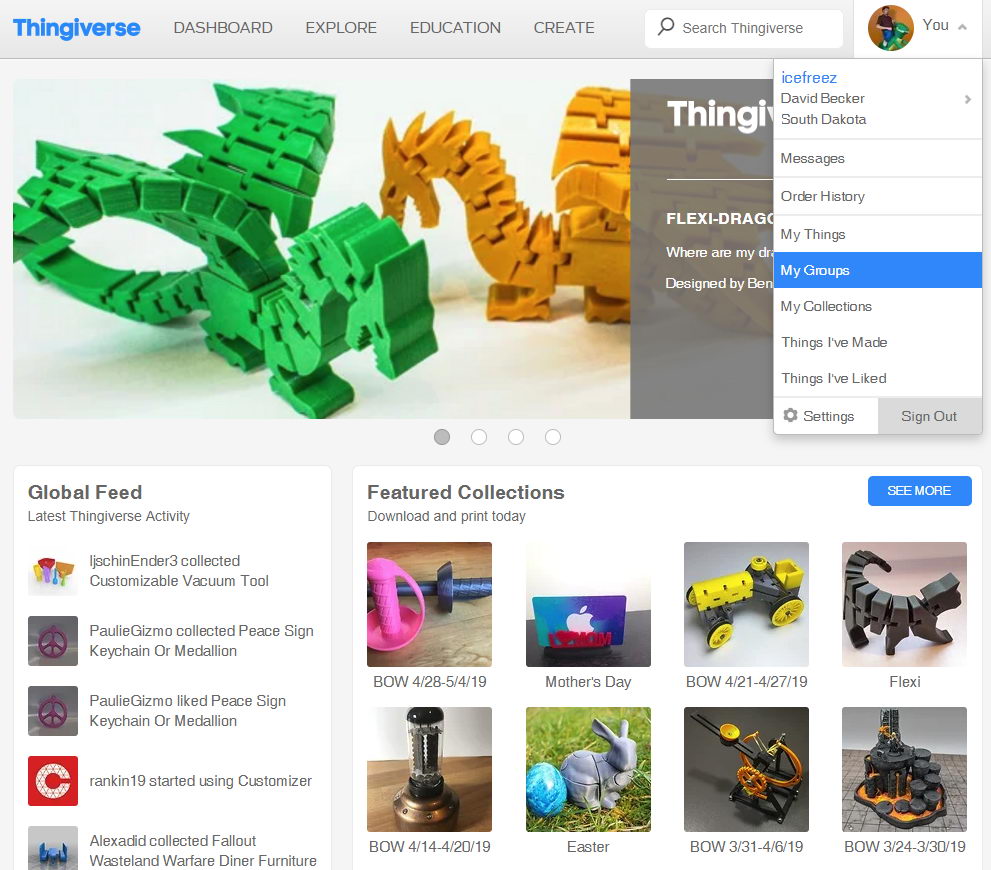 Thingiverse
DASHBOARD
EXPLORE
EDUCATION
CREATE
Search Thingiverse
You
icefreez
David Becker
South Dakota
Messages
Order History
My Things
My Groups
My Collections
Things I've Made
Things I've Liked
Settings
Sign Out
Thingiv
FLEXI-DRAGO
Where are my dra
Designed by Ben
Global Feed
Latest Thingiverse Activity
ljschinEnder3 collected
Customizable Vacuum Tool
PaulieGizmo collected Peace Sign
Keychain Or Medallion
PaulieGizmo liked Peace Sign
Keychain Or Medallion
rankin19 started using Customizer
Alexadid collected Fallout
Wasteland Warfare Diner Furniture
Featured Collections
Download and print today
SEE MORE
BOW 4/28-5/4/19
I MOM
Mother's Day
BOW 4/21-4/27/19
Flexi
BOW 4/14-4/20/19
Easter
BOW 3/31-4/6/19
BOW 3/24-3/30/19